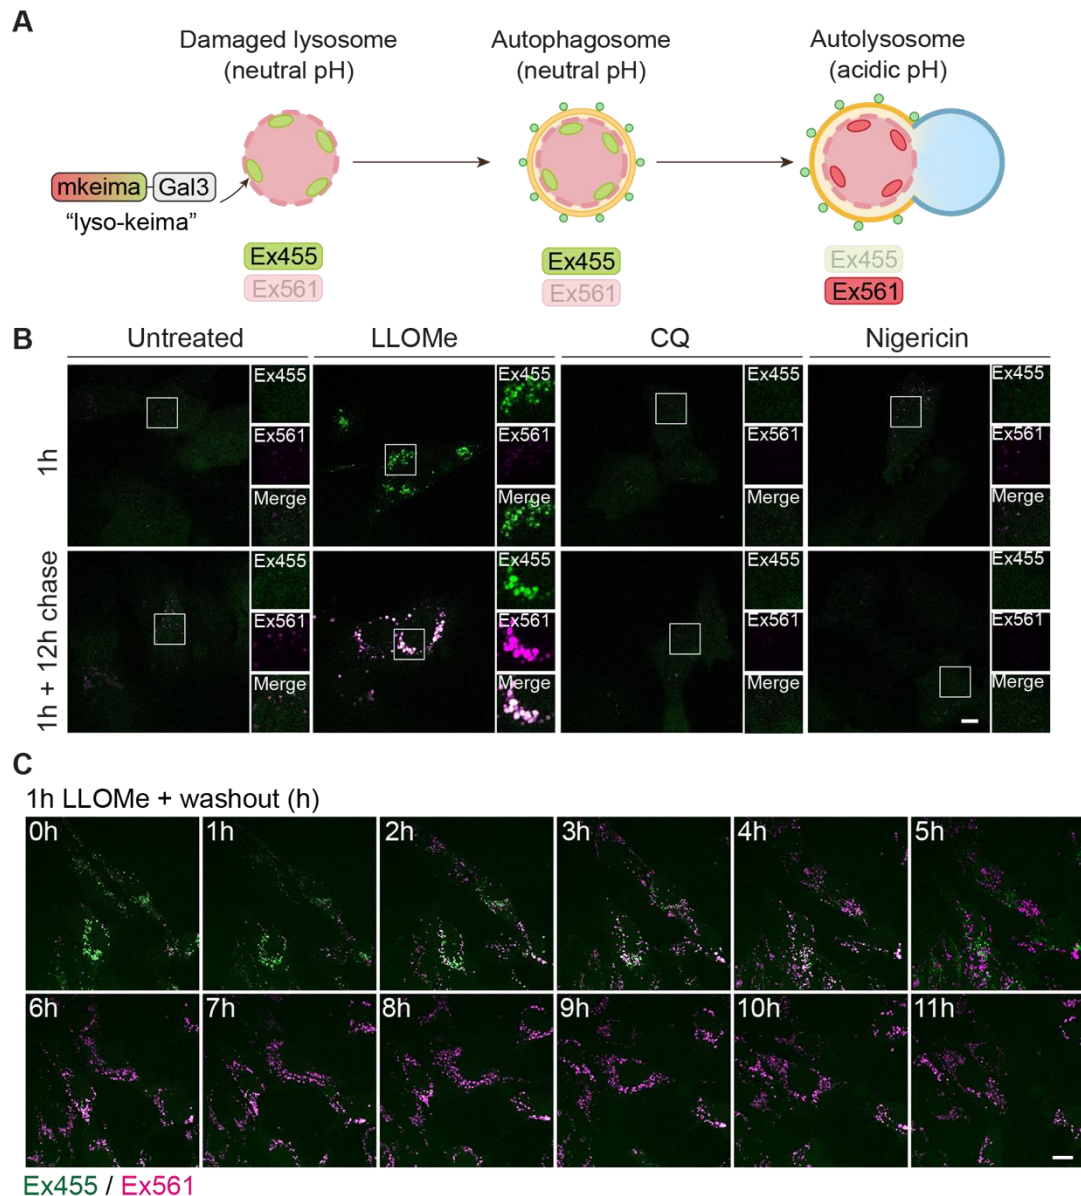 A
Damaged lysosome
(neutral pH)
Autophagosome
(neutral pH)
Autolysosome
(acidic pH)
mkeima
Gal3
“lyso-keima”
Ex455
Ex561
Ex455
Ex561
Ex455
Ex561
B
Untreated
LLOMe
CQ
Nigericin
1h
Ex455
Ex561
Merge
Ex455
Ex561
Merge
Ex455
Ex561
Merge
Ex455
Ex561
Merge
1h + 12h chase
Ex455
Ex561
Merge
Ex455
Ex561
Merge
Ex455
Ex561
Merge
Ex455
Ex561
Merge
C
1h LLOMe + washout (h)
0h 1h 2h 3h 4h 5h
6h 7h 8h 9h 10h 11h
Ex455 / Ex561